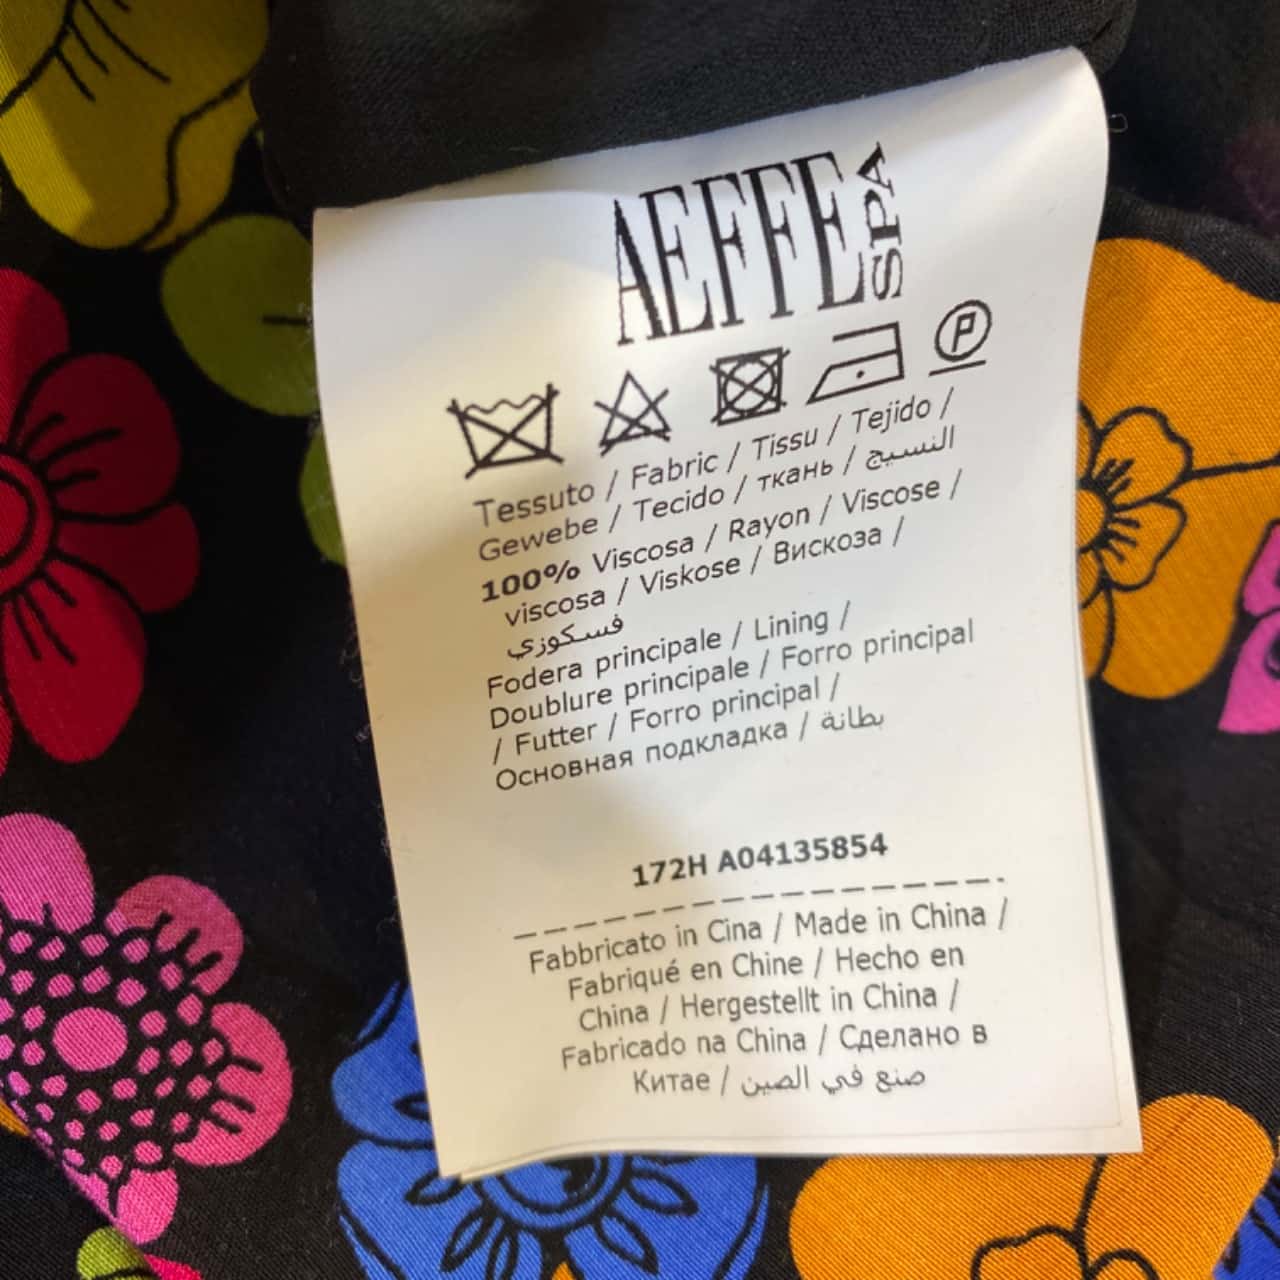 AEFFE SPA
P
Tessuto / Fabric / Tissu / Tejido /
Gewebe / Tecido / ткань / النسيج
100% Viscosa / Rayon / Viscose /
viscosa / Viskose / Вискоза /
فسكوزي
Fodera principale / Lining /
Doublure principale / Forro principal
/ Futter / Forro principal /
Основная подкладка / بطانة
172H A04135854
Fabbricato in Cina / Made in China /
Fabriqué en Chine / Hecho en
China / Hergestellt in China /
Fabricado na China / Сделано в
Китае / صنع في الصين